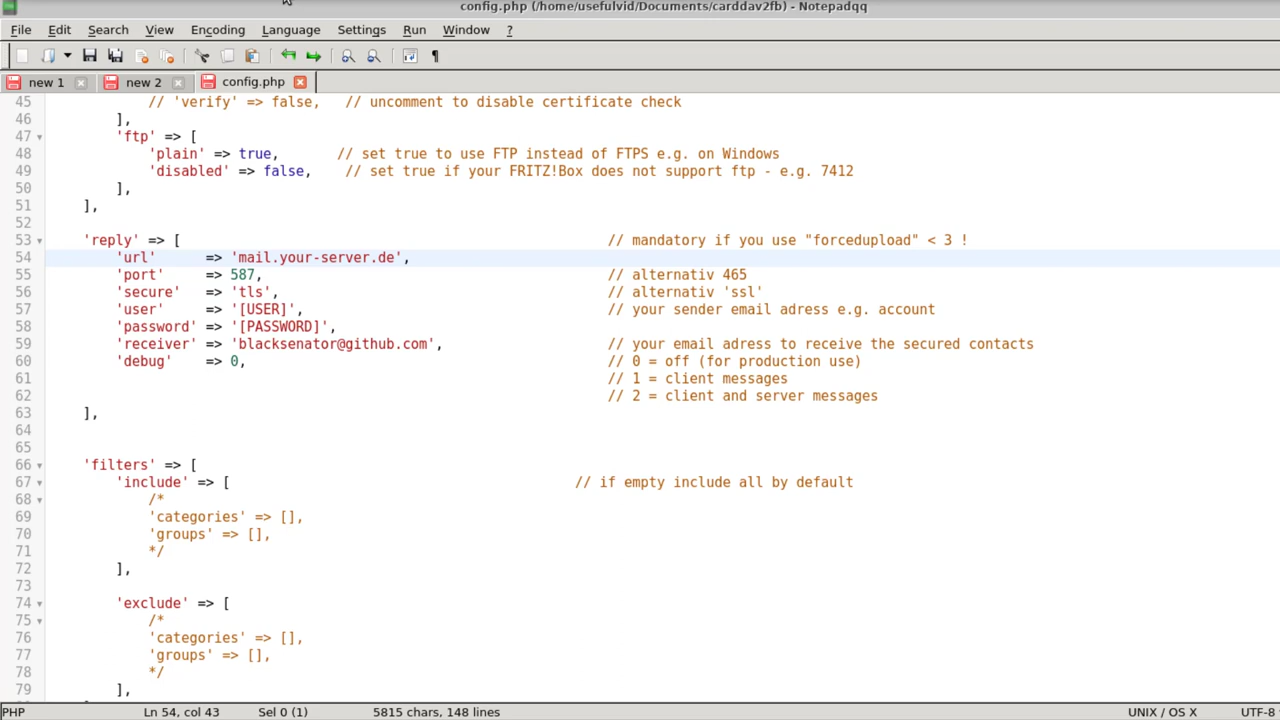 config.php (/home/usefulvid/Documents/carddav2fb) - Notepadqq
File Edit Search View Encoding Language Settings Run Window ?
new 1 new 2 config.php
45 // 'verify' => false, // uncomment to disable certificate check
46 ],
47 'ftp' => [
48 'plain' => true, // set true to use FTP instead of FTPS e.g. on Windows
49 'disabled' => false, // set true if your FRITZ!Box does not support ftp - e.g. 7412
50 ],
51 ],
52
53 'reply' => [ // mandatory if you use "forcedupload" < 3 !
54 'url' => 'mail.your-server.de',
55 'port' => 587, // alternativ 465
56 'secure' => 'tls', // alternativ 'ssl'
57 'user' => '[USER]', // your sender email adress e.g. account
58 'password' => '[PASSWORD]',
59 'receiver' => 'blacksenator@github.com', // your email adress to receive the secured contacts
60 'debug' => 0, // 0 = off (for production use)
61 // 1 = client messages
62 // 2 = client and server messages
63 ],
64
65
66 'filters' => [
67 'include' => [ // if empty include all by default
68 /*
69 'categories' => [],
70 'groups' => [],
71 */
72 ],
73
74 'exclude' => [
75 /*
76 'categories' => [],
77 'groups' => [],
78 */
79 ],
PHP Ln 54, col 43 Sel 0 (1) 5815 chars, 148 lines UNIX / OS X UTF-8